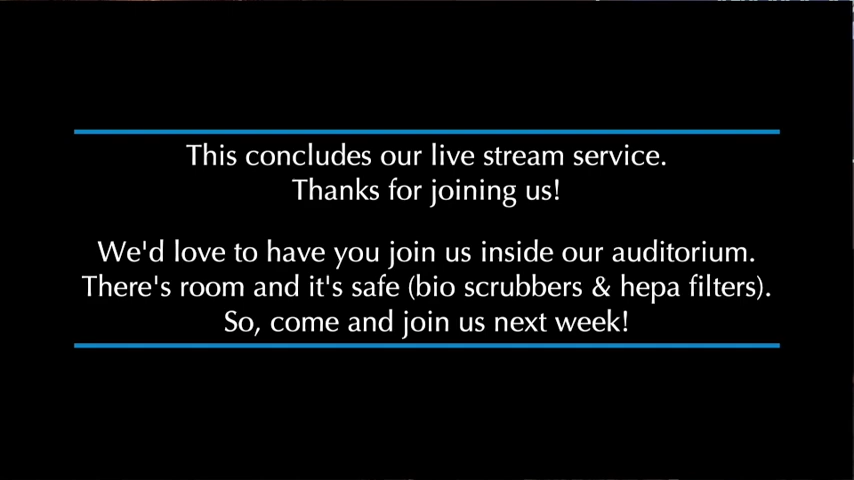 This concludes our live stream service.
Thanks for joining us!
We'd love to have you join us inside our auditorium.
There's room and it's safe (bio scrubbers & hepa filters).
So, come and join us next week!